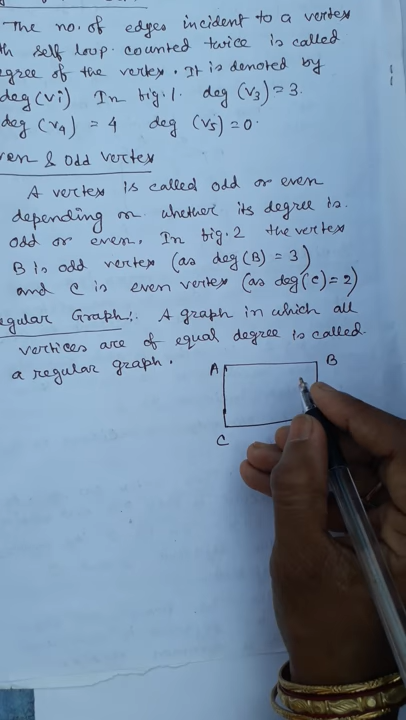 The no. of edges incident to a vertex
th self loop counted twice is called
egree of the vertex. It is denoted by
deg(Vi) In fig.1. deg (V3) = 3.
deg (V4) = 4 deg (V5) = 0.
ven & Odd Vertex
A vertex is called odd or even
depending on whether its degree is
odd or even. In fig.2 the vertex
B is odd vertex (as deg(B) = 3)
and C is even vertex (as deg(C) = 2)
egular Graph:. A graph in which all
vertices are of equal degree is called
a regular graph.
A B
C